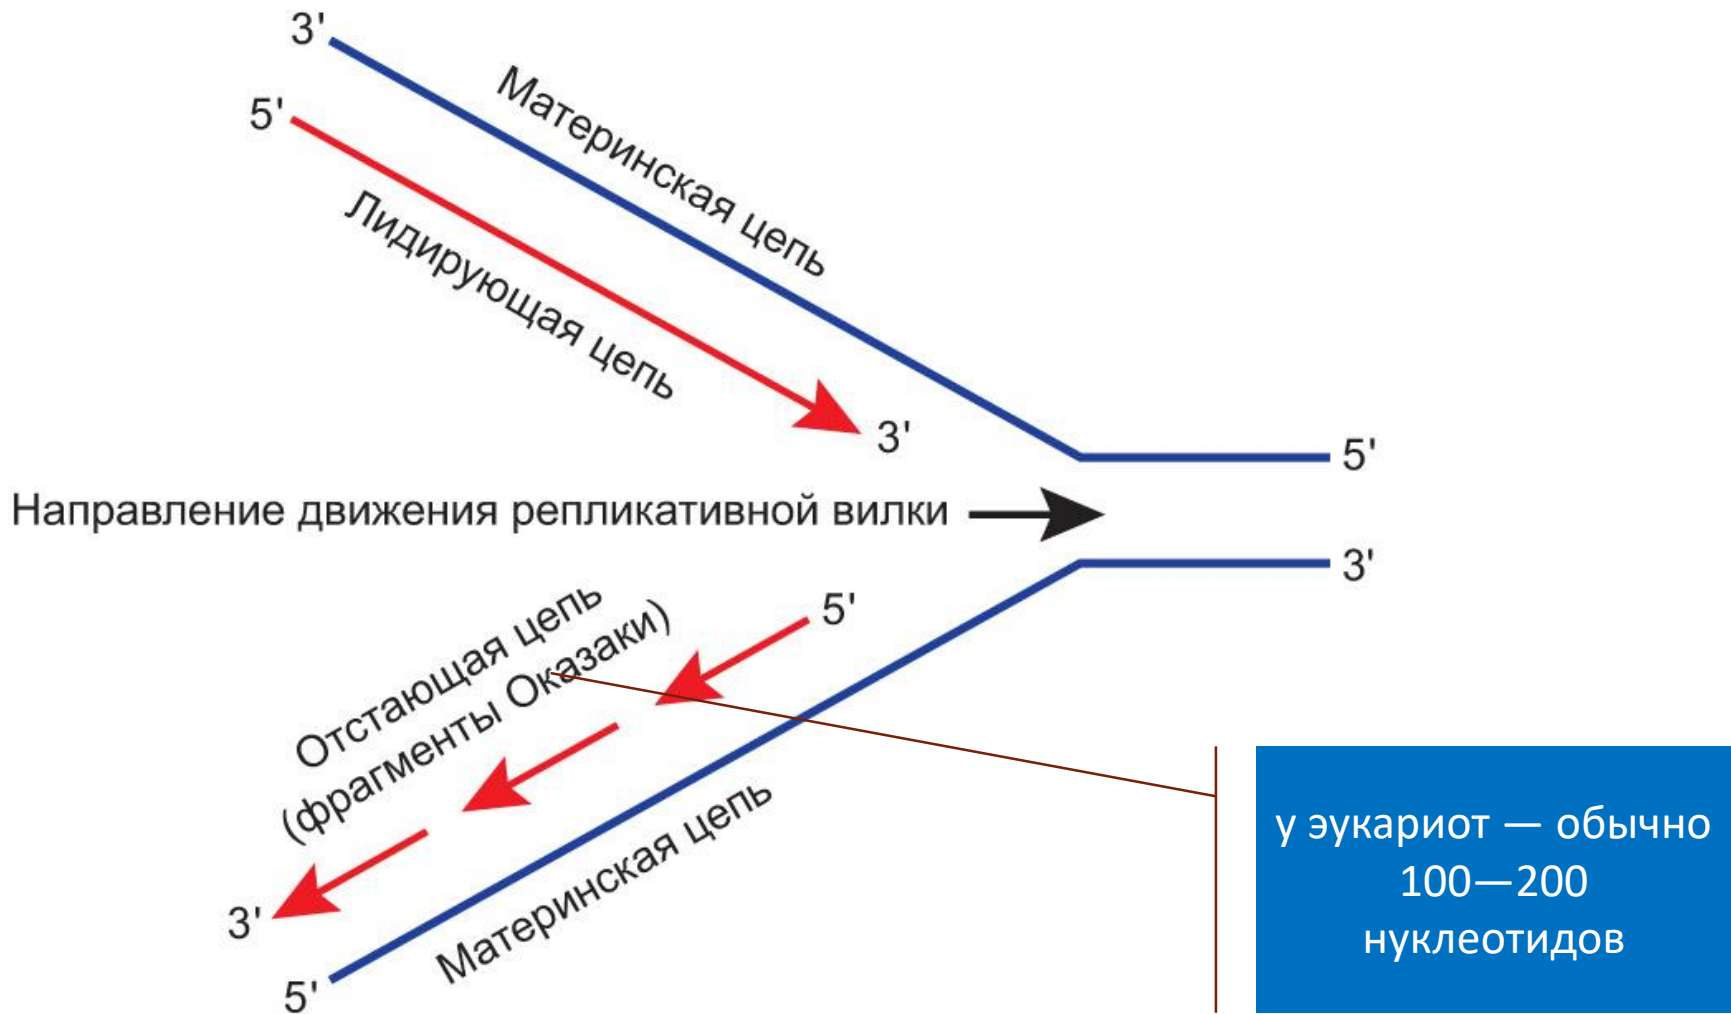 3'
Материнская цепь
5'
Лидирующая цепь
3'
5'
Направление движения репликативной вилки
3'
5'
Отстающая цепь
(фрагменты Оказаки)
Материнская цепь
3'
5'
у эукариот — обычно
100—200
нуклеотидов